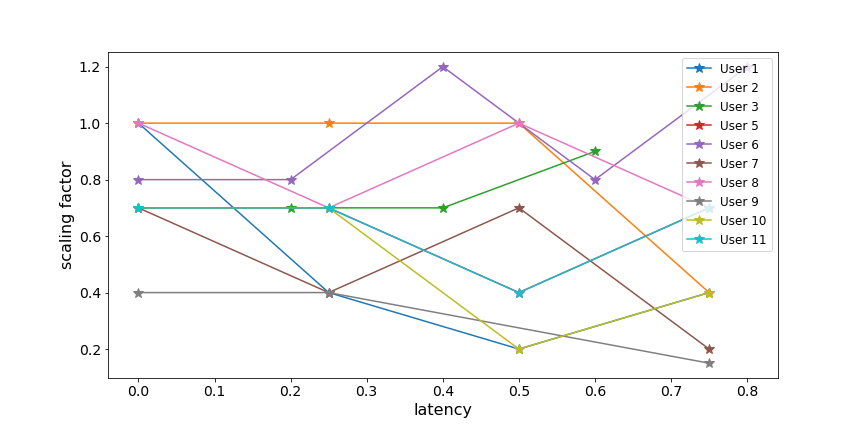 1.2
1.0
0.8
0.6
0.4
0.2
scaling factor
User 1
User 2
User 3
User 5
User 6
User 7
User 8
User 9
User 10
User 11
0.0 0.1 0.2 0.3 0.4 0.5 0.6 0.7 0.8
latency